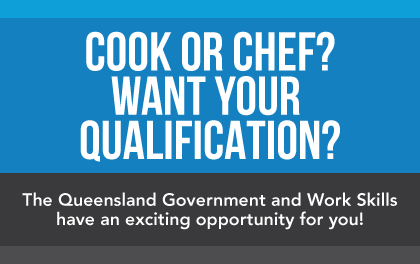 COOK OR CHEF?
WANT YOUR
QUALIFICATION?
The Queensland Government and Work Skills
have an exciting opportunity for you!